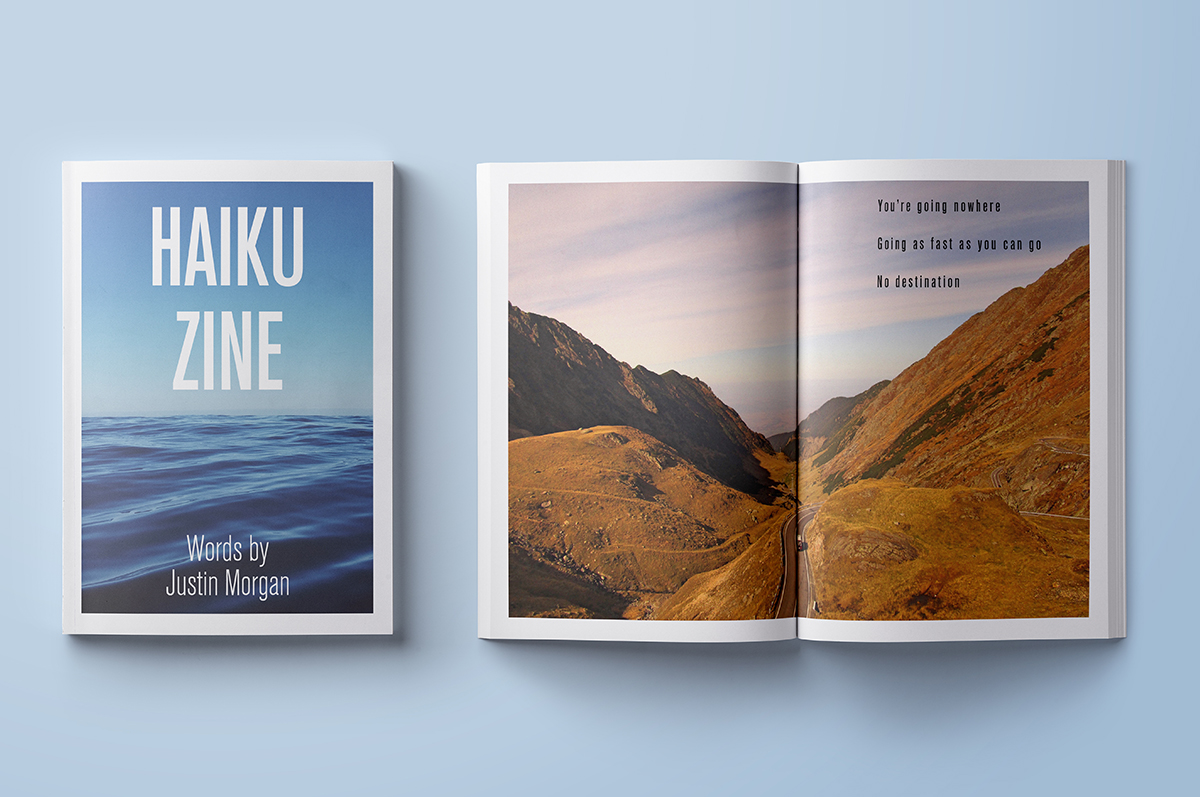 HAIKU
ZINE
Words by
Justin Morgan
You're going nowhere
Going as fast as you can go
No destination